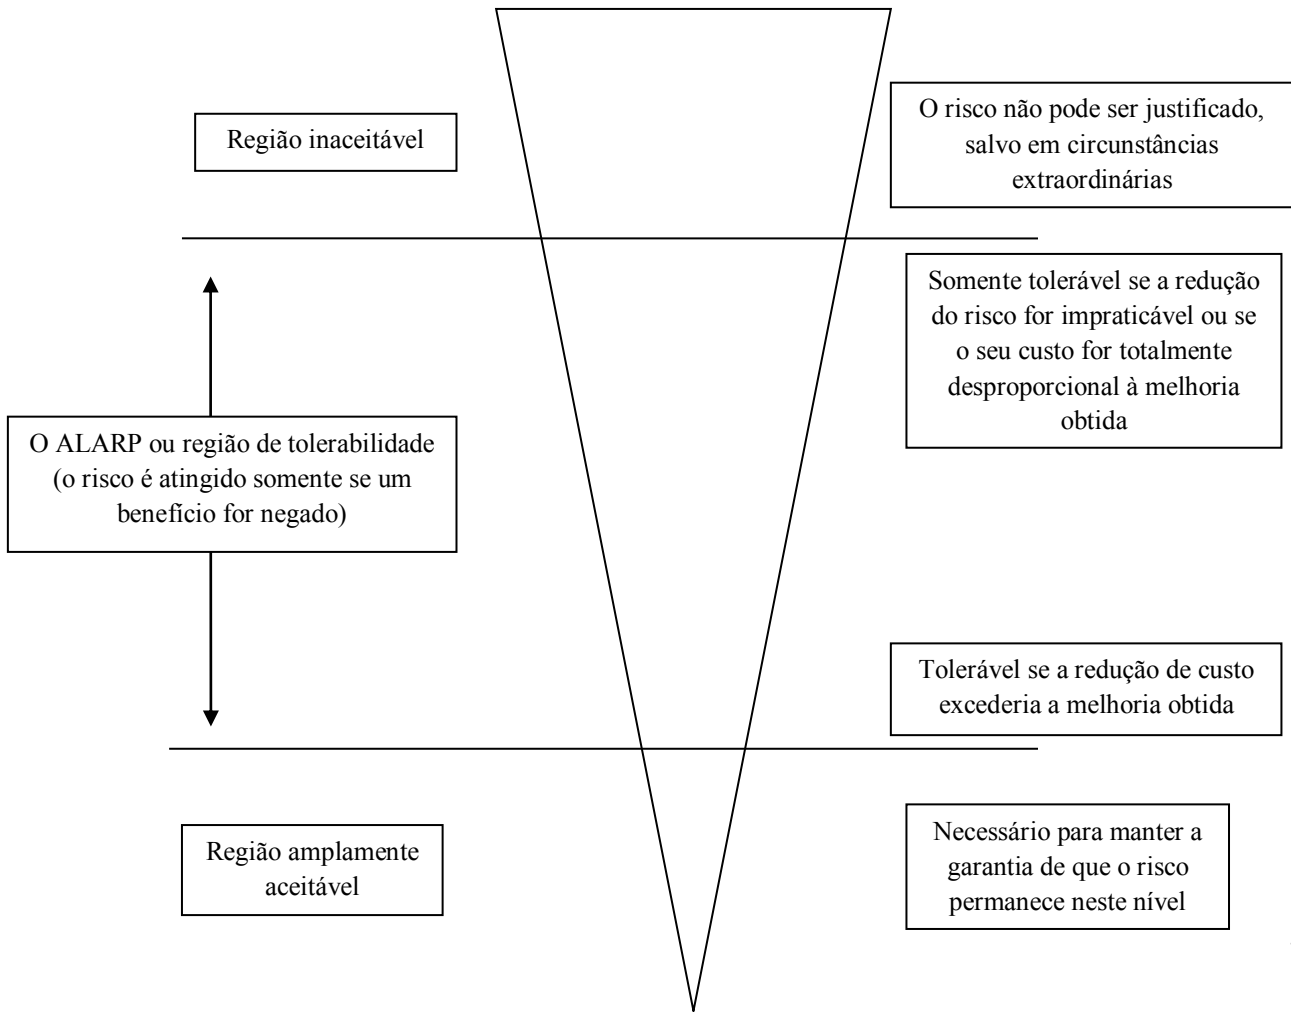 Região inaceitável
O risco não pode ser justificado,
salvo em circunstâncias
extraordinárias
Somente tolerável se a redução
do risco for impraticável ou se
o seu custo for totalmente
desproporcional à melhoria
obtida
O ALARP ou região de tolerabilidade
(o risco é atingido somente se um
benefício for negado)
Tolerável se a redução de custo
excederia a melhoria obtida
Região amplamente
aceitável
Necessário para manter a
garantia de que o risco
permanece neste nível